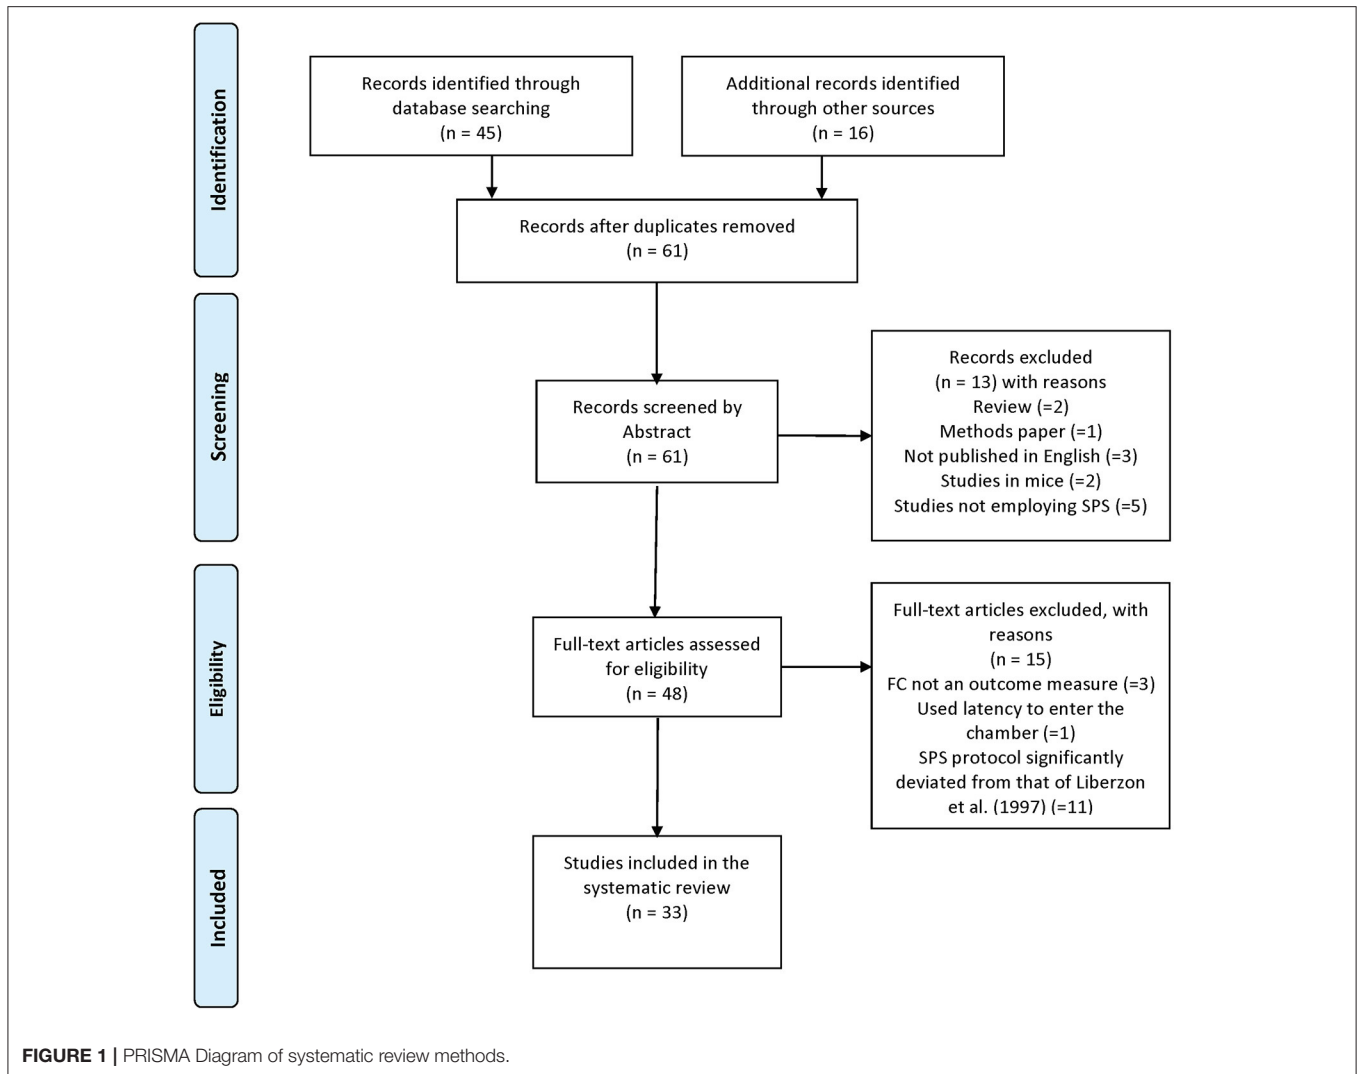 Identification
Records identified through
database searching
(n = 45)
Additional records identified
through other sources
(n = 16)
Records after duplicates removed
(n = 61)
Screening
Records screened by
Abstract
(n = 61)
Records excluded
(n = 13) with reasons
Review (=2)
Methods paper (=1)
Not published in English (=3)
Studies in mice (=2)
Studies not employing SPS (=5)
Eligibility
Full-text articles assessed
for eligibility
(n = 48)
Full-text articles excluded, with
reasons
(n = 15)
FC not an outcome measure (=3)
Used latency to enter the
chamber (=1)
SPS protocol significantly
deviated from that of Liberzon
et al. (1997) (=11)
Included
Studies included in the
systematic review
(n = 33)
FIGURE 1 | PRISMA Diagram of systematic review methods.